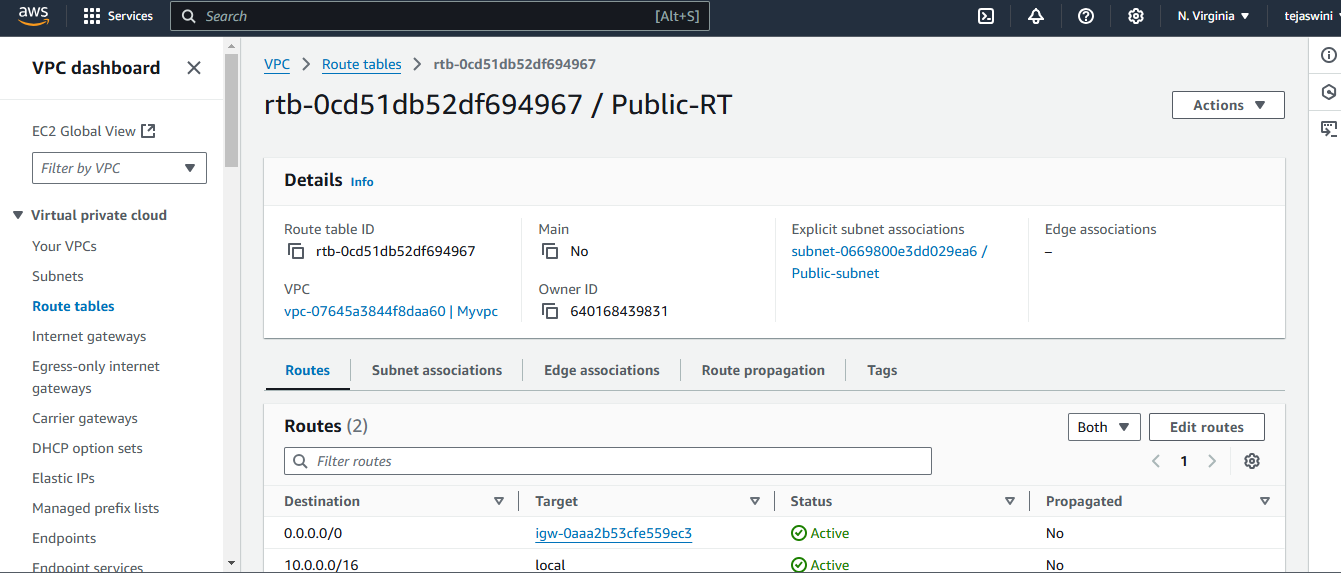 aws
Services
Search
[Alt+S]
N. Virginia
tejaswini
VPC dashboard
EC2 Global View
Filter by VPC
Virtual private cloud
Your VPCs
Subnets
Route tables
Internet gateways
Egress-only internet
gateways
Carrier gateways
DHCP option sets
Elastic IPs
Managed prefix lists
Endpoints
Endpoint services
VPC > Route tables > rtb-0cd51db52df694967
rtb-0cd51db52df694967 / Public-RT
Actions
Details Info
Route table ID
rtb-0cd51db52df694967
Main
No
Explicit subnet associations
subnet-0669800e3dd029ea6 /
Public-subnet
Edge associations
–
VPC
vpc-07645a3844f8daa60 | Myvpc
Owner ID
640168439831
Routes
Subnet associations
Edge associations
Route propagation
Tags
Routes (2)
Both
Edit routes
Filter routes
1
Destination Target Status Propagated
0.0.0.0/0 igw-0aaa2b53cfe559ec3 Active No
10.0.0.0/16 local Active No